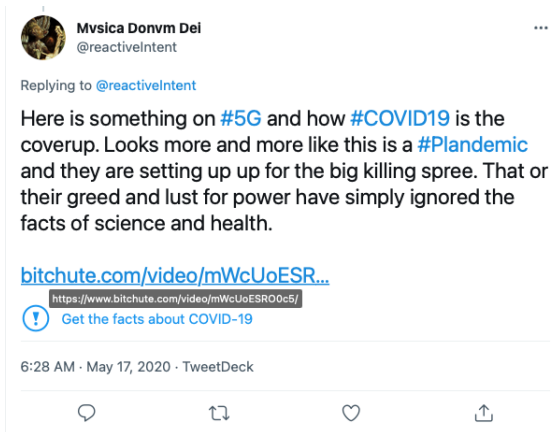 Mvsica Donvm Dei
@reactiveIntent
Replying to @reactiveIntent
Here is something on #5G and how #COVID19 is the
coverup. Looks more and more like this is a #Plandemic
and they are setting up up for the big killing spree. That or
their greed and lust for power have simply ignored the
facts of science and health.
bitchute.com/video/mWcUoESR...
https://www.bitchute.com/video/mWcUoESRO0c5/
Get the facts about COVID-19
6:28 AM · May 17, 2020 · TweetDeck